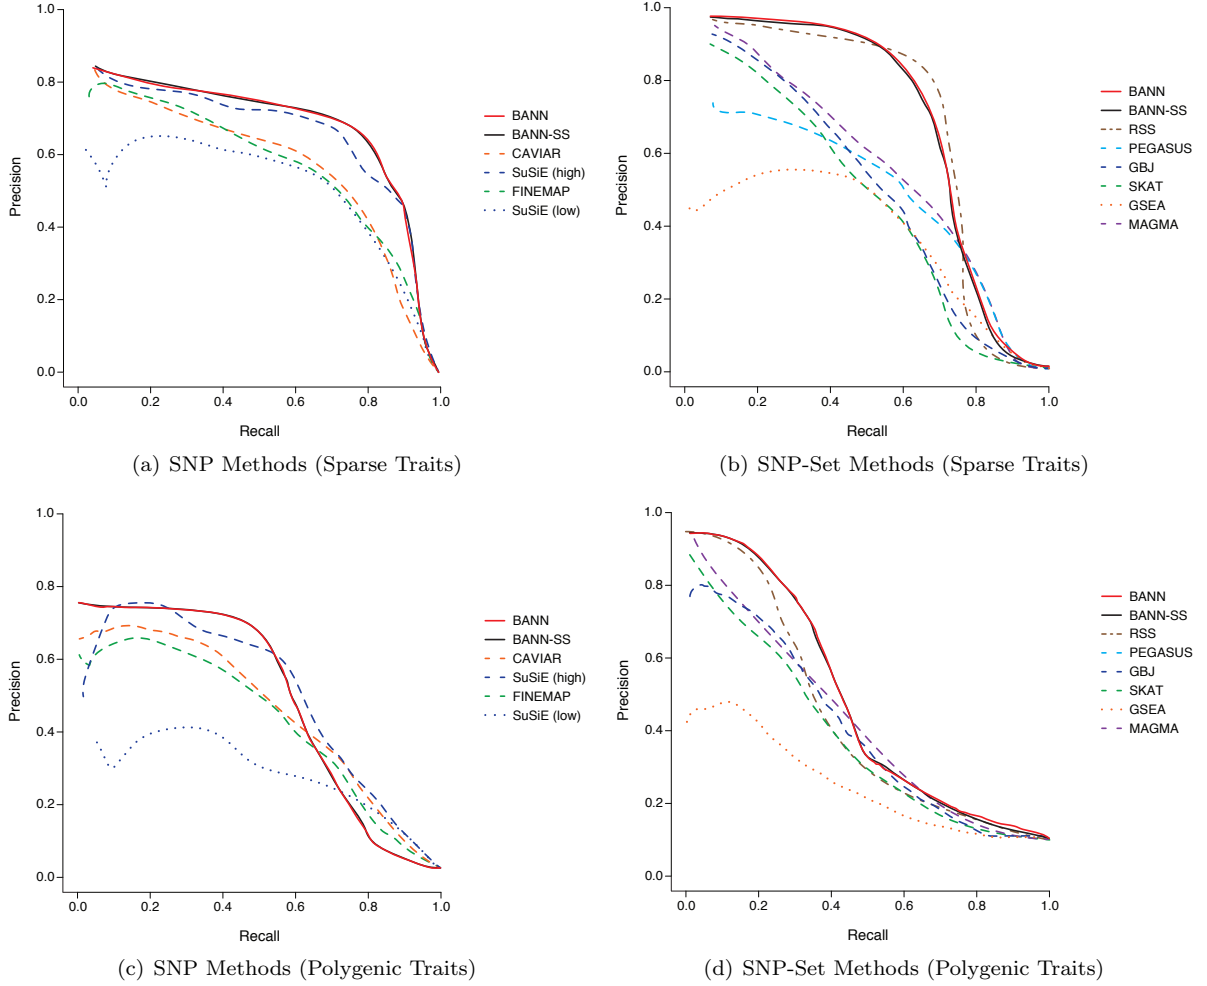 1.0
0.8
0.6
0.4
0.2
0.0
Precision
0.0 0.2 0.4 0.6 0.8 1.0
Recall
BANN
BANN-SS
CAVIAR
SuSiE (high)
FINEMAP
SuSiE (low)
(a) SNP Methods (Sparse Traits)
1.0
0.8
0.6
0.4
0.2
0.0
Precision
0.0 0.2 0.4 0.6 0.8 1.0
Recall
BANN
BANN-SS
RSS
PEGASUS
GBJ
SKAT
GSEA
MAGMA
(b) SNP-Set Methods (Sparse Traits)
1.0
0.8
0.6
0.4
0.2
0.0
Precision
0.0 0.2 0.4 0.6 0.8 1.0
Recall
BANN
BANN-SS
CAVIAR
SuSiE (high)
FINEMAP
SuSiE (low)
(c) SNP Methods (Polygenic Traits)
1.0
0.8
0.6
0.4
0.2
0.0
Precision
0.0 0.2 0.4 0.6 0.8 1.0
Recall
BANN
BANN-SS
RSS
PEGASUS
GBJ
SKAT
GSEA
MAGMA
(d) SNP-Set Methods (Polygenic Traits)